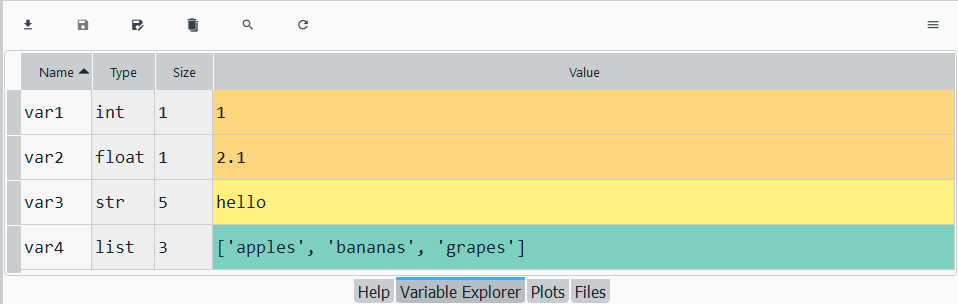 Name Type Size Value
var1 int 1 1
var2 float 1 2.1
var3 str 5 hello
var4 list 3 ['apples', 'bananas', 'grapes']
Help Variable Explorer Plots Files